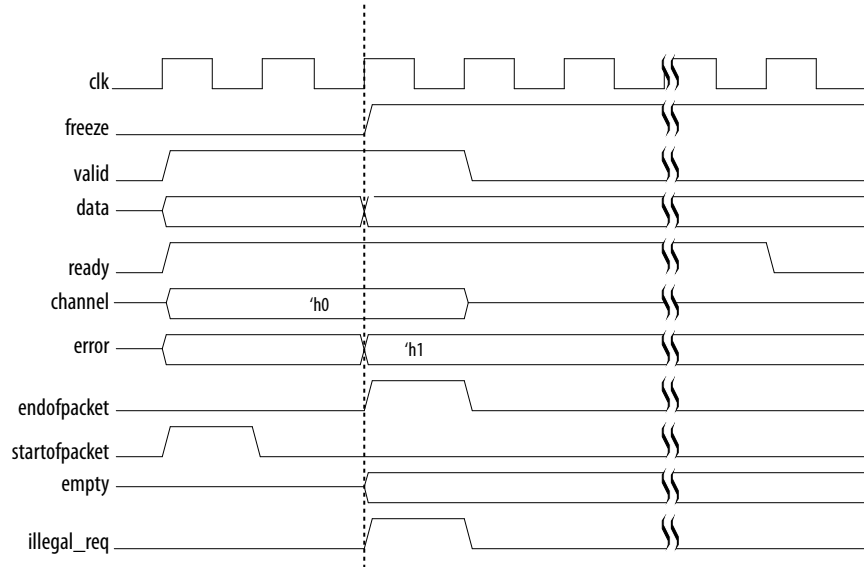 clk
freeze
valid
data
ready
channel
‘h0
error
‘h1
endofpacket
startofpacket
empty
illegal_req